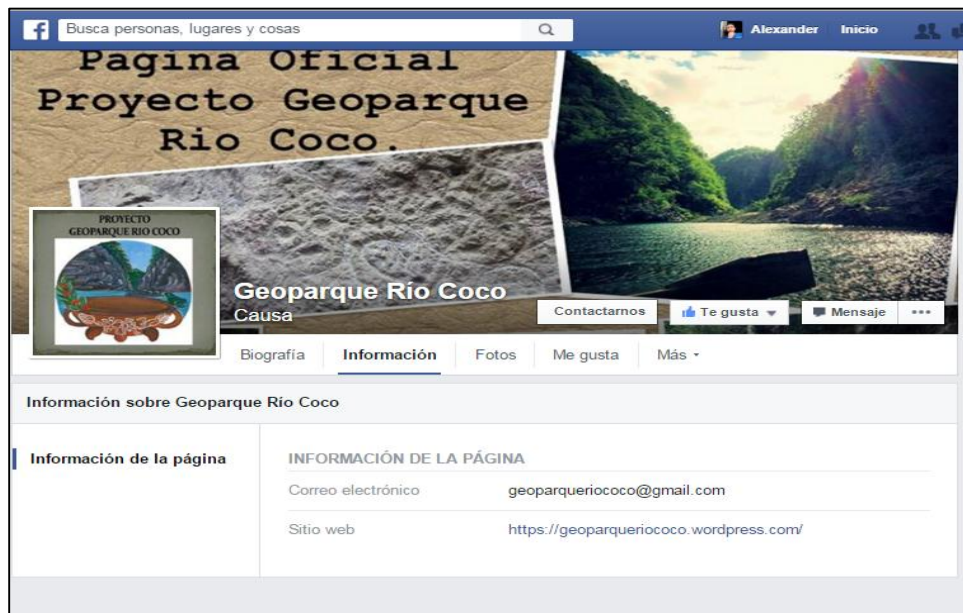 Busca personas, lugares y cosas
Alexander
Inicio
Pagina Oficial
Proyecto Geoparque
Rio Coco.
PROYECTO
GEOPARQUE RIO COCO
Geoparque Río Coco
Causa
Contactarnos
Te gusta
Mensaje
Biografía
Información
Fotos
Me gusta
Más
Información sobre Geoparque Río Coco
Información de la página
INFORMACIÓN DE LA PÁGINA
Correo electrónico geoparqueriococo@gmail.com
Sitio web https://geoparqueriococo.wordpress.com/